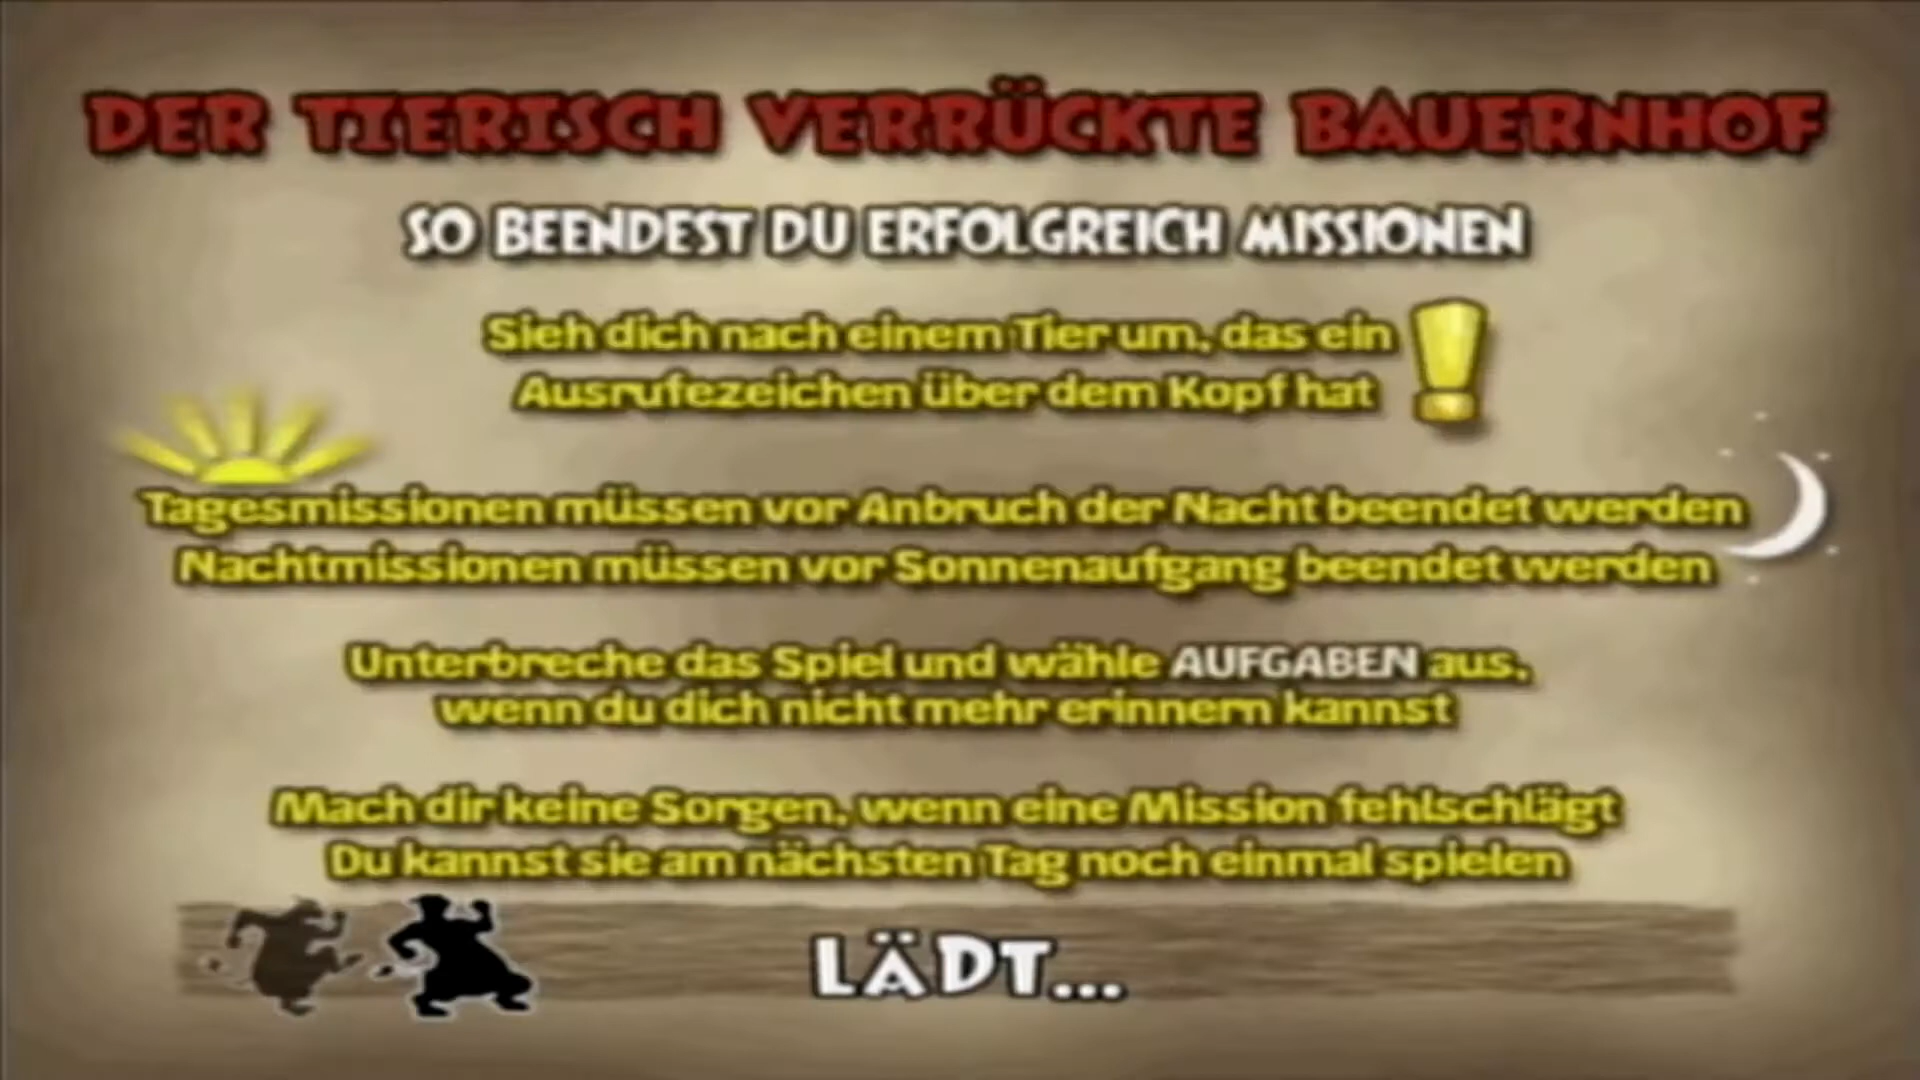 DER TIERISCH VERRÜCKTE BAUERNHOF
SO BEENDEST DU ERFOLGREICH MISSIONEN
Sieh dich nach einem Tier um, das ein
Ausrufezeichen über dem Kopf hat
Tagesmissionen müssen vor Anbruch der Nacht beendet werden
Nachtmissionen müssen vor Sonnenaufgang beendet werden
Unterbreche das Spiel und wähle AUFGABEN aus,
wenn du dich nicht mehr erinnern kannst
Mach dir keine Sorgen, wenn eine Mission fehlschlägt
Du kannst sie am nächsten Tag noch einmal spielen
LÄDT...